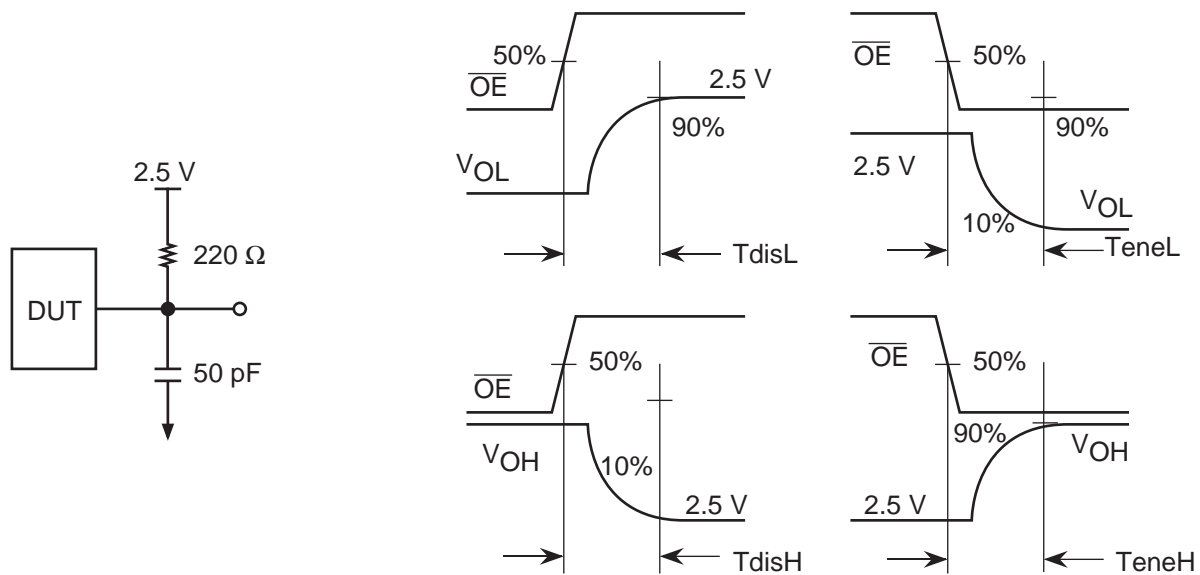 2.5 V
220 Ω
DUT
50 pF
50%
OE
2.5 V
90%
VOL
TdisL
OE
50%
90%
2.5 V
10%
VOL
TeneL
50%
OE
VOH
10%
2.5 V
TdisH
OE
50%
90%
VOH
2.5 V
TeneH